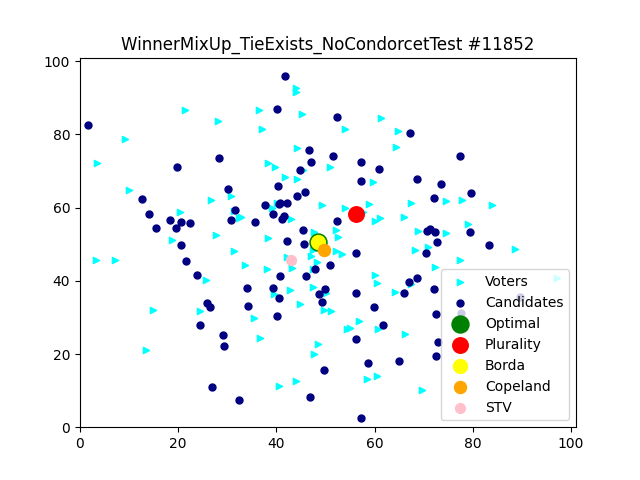 WinnerMixUp_TieExists_NoCondorcetTest #11852
100
80
60
40
20
0
0 20 40 60 80 100
Voters
Candidates
Optimal
Plurality
Borda
Copeland
STV